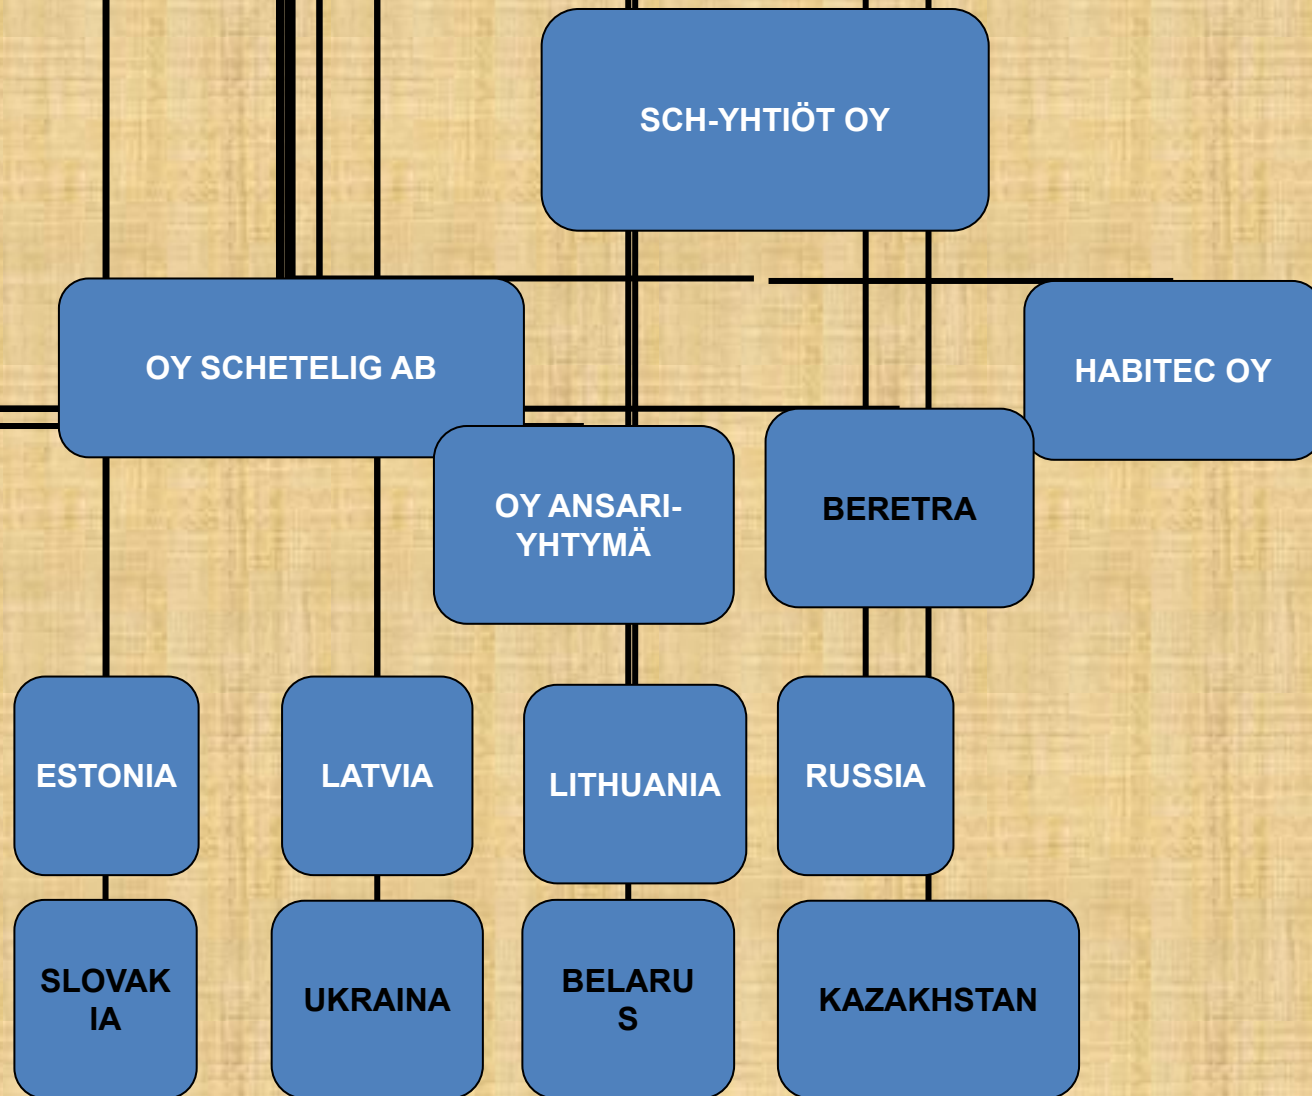 SCH-YHTIÖT OY
OY SCHETELIG AB
HABITEC OY
OY ANSARI-
YHTYMÄ
BERETRA
ESTONIA
LATVIA
LITHUANIA
RUSSIA
SLOVAK
IA
UKRAINA
BELARU
S
KAZAKHSTAN